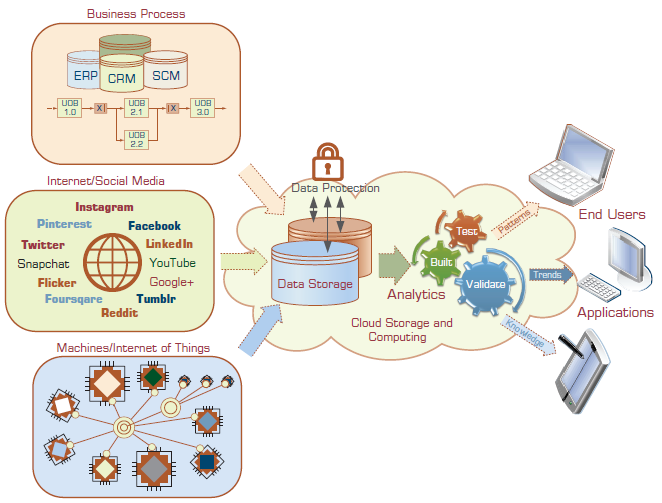 Business Process
ERP
CRM
SCM
UOB
1.0
X
UOB
2.1
X
UOB
3.0
UOB
2.2
Internet/Social Media
Instagram
Pinterest
Facebook
Twitter
LinkedIn
Snapchat
YouTube
Flicker
Google+
Foursqare
Tumblr
Reddit
Machines/Internet of Things
Data Protection
Data Storage
Analytics
Test
Built
Validate
Cloud Storage and
Computing
Patterns
Trends
Knowledge
End Users
Applications